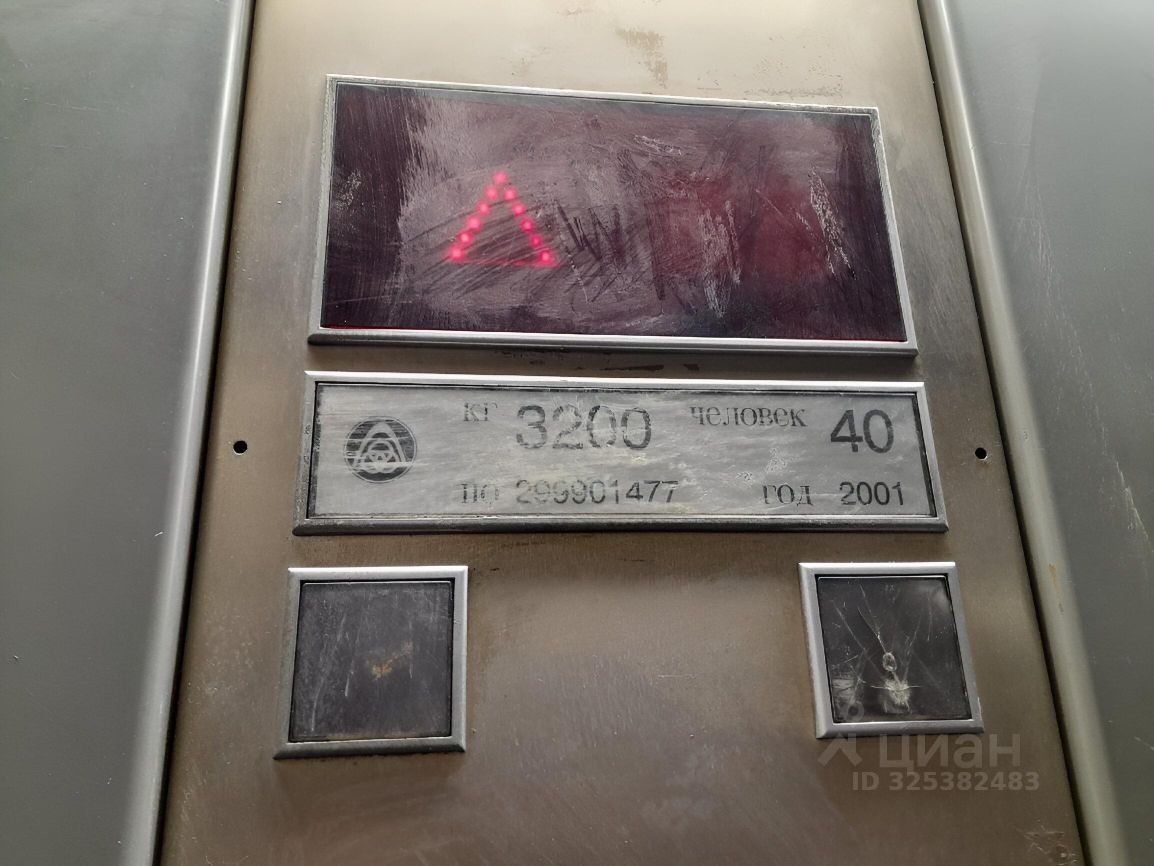 кг 3200 человек 40
по 299901477 год 2001
циан
ID 325382483